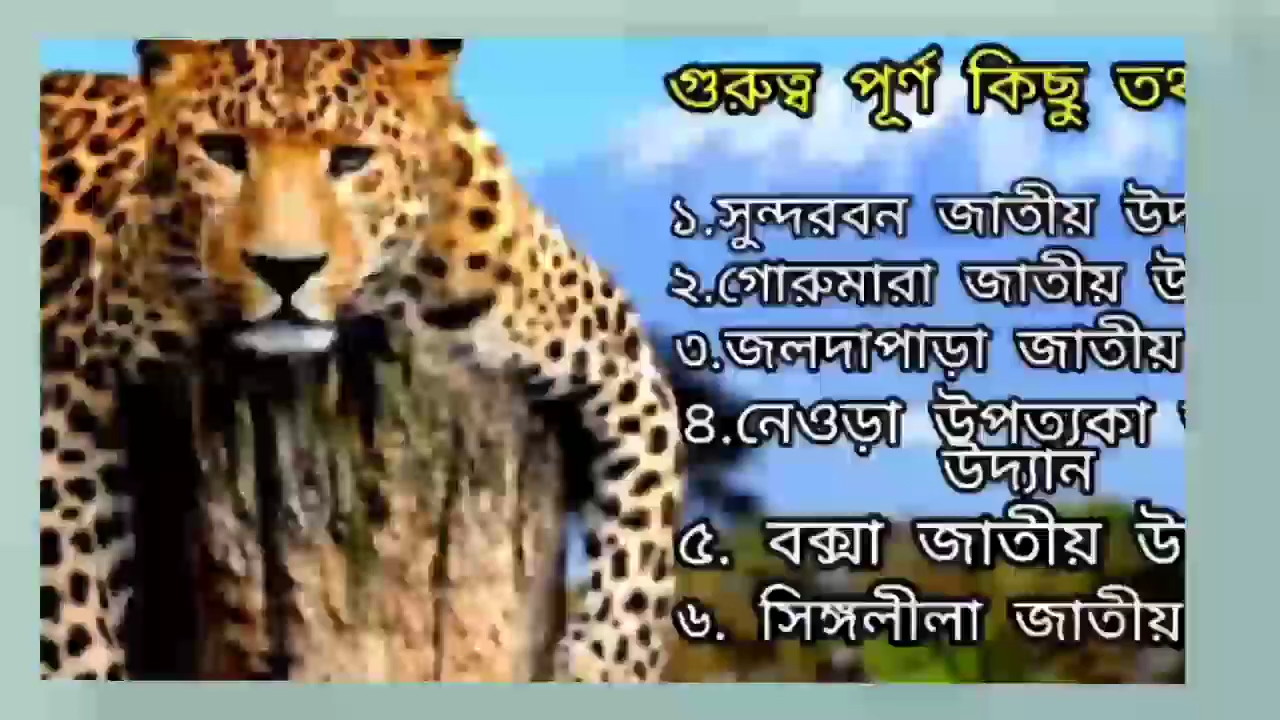 গুরুত্ব পূর্ণ কিছু
১.সুন্দরবন জাতীয়
২.গোরুমারা জাতীয়
৩.জলদাপাড়া জাতীয়
৪.নেওড়া উপত্যকা
উদ্যান
৫. বক্সা জাতীয়
৬. সিঙ্গলীলা জাতীয়